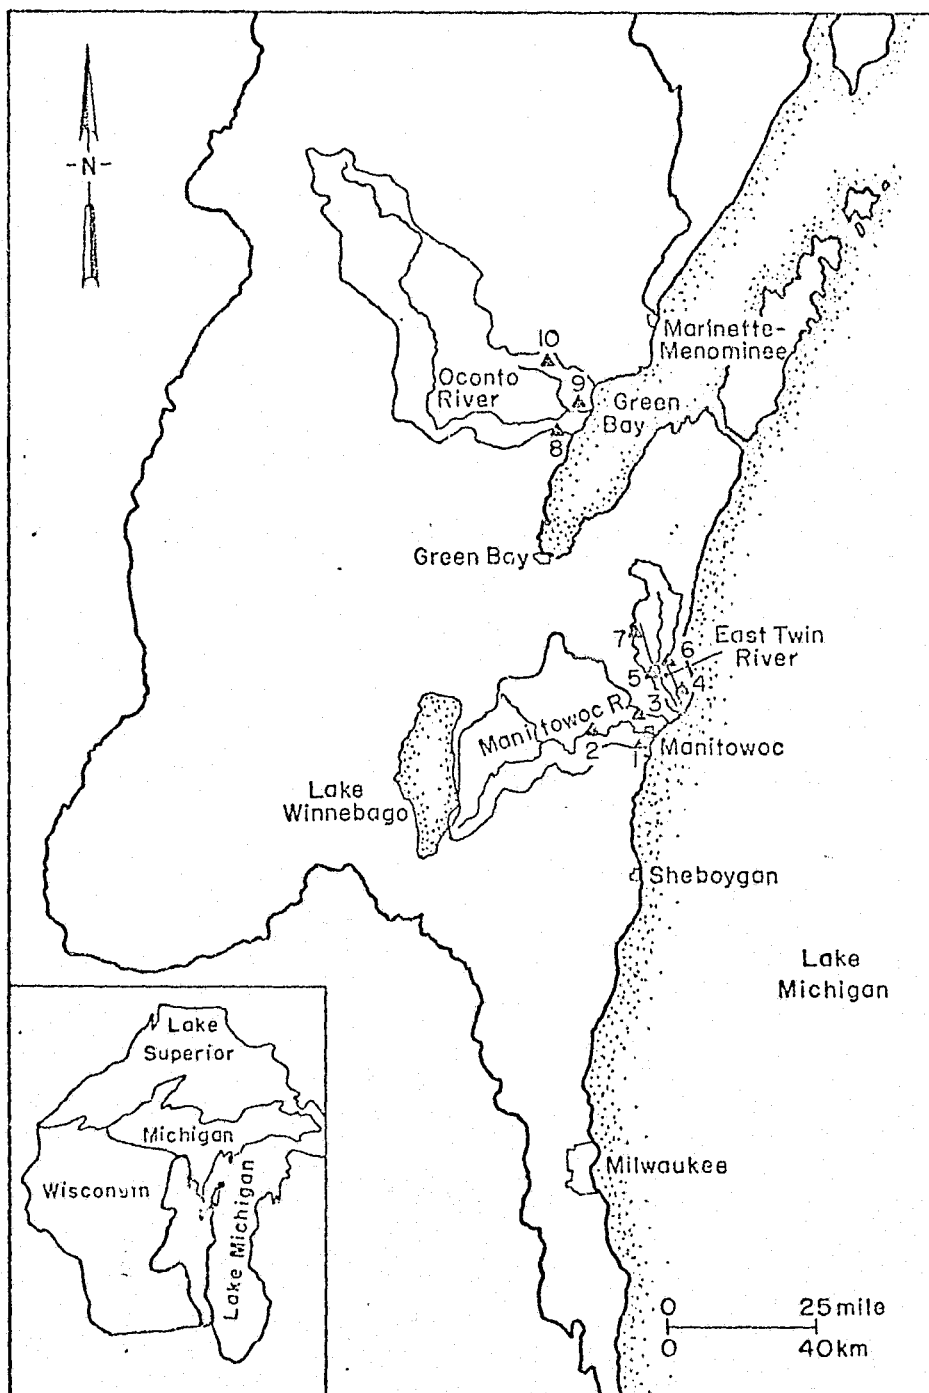 -N-
Marinette-
Menominee
10
9
Oconto
River
Green
Bay
8
Green Bay
7
East Twin
River
6
5
4
3
Manitowoc R.
2
1
Manitowoc
Lake
Winnebago
Sheboygan
Lake
Michigan
Lake
Superior
Michigan
Wisconsin
Lake Michigan
Milwaukee
0
25 mile
0
40 km